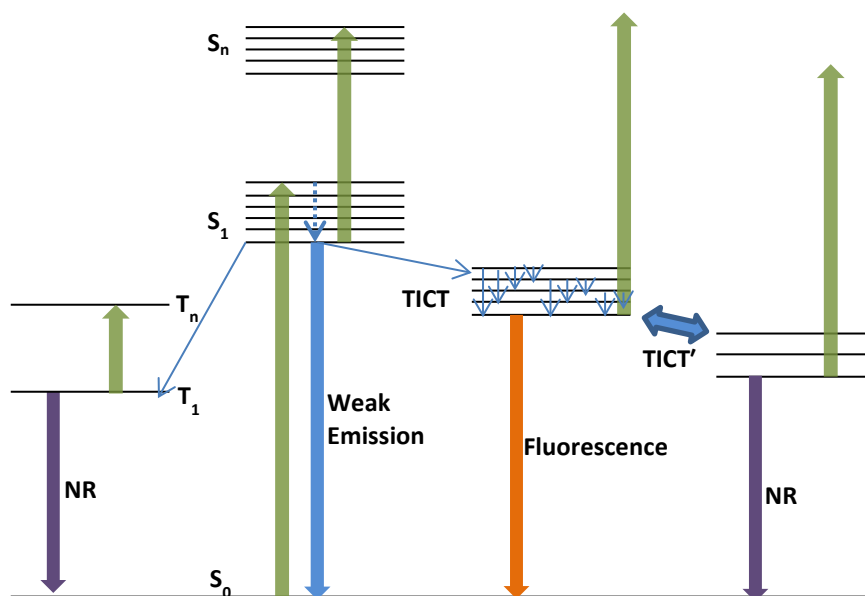 Sn
S1
TICT
Tn
TICT′
T1
Weak
Emission
Fluorescence
NR
NR
S0